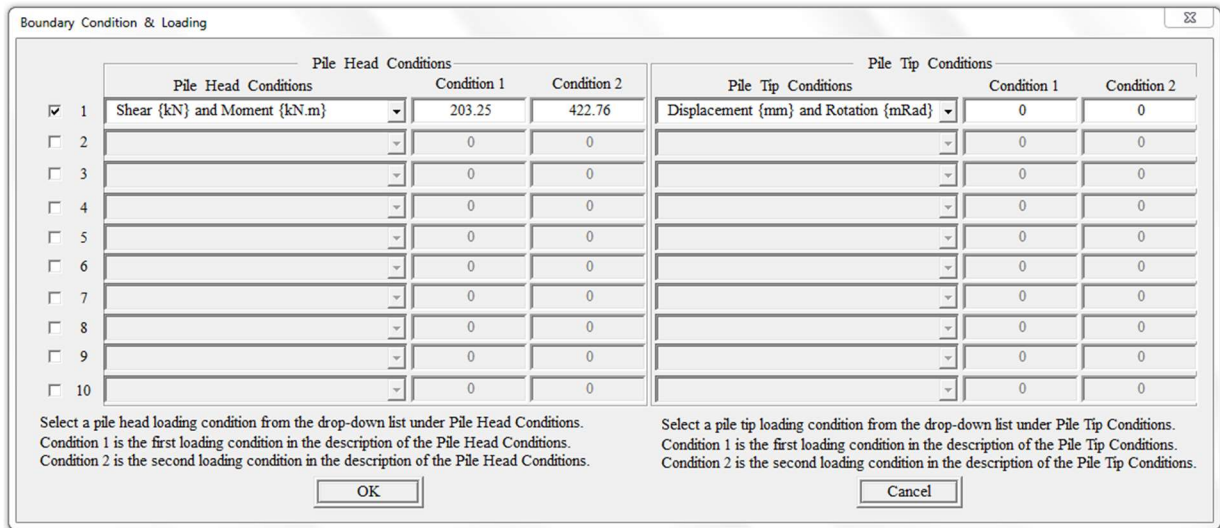 Boundary Condition & Loading
Pile Head Conditions Pile Tip Conditions
Pile Head Conditions Condition 1 Condition 2 Pile Tip Conditions Condition 1 Condition 2
1 Shear {kN} and Moment {kN.m} 203.25 422.76 Displacement {mm} and Rotation {mRad} 0 0
2 0 0 0 0
3 0 0 0 0
4 0 0 0 0
5 0 0 0 0
6 0 0 0 0
7 0 0 0 0
8 0 0 0 0
9 0 0 0 0
10 0 0 0 0
Select a pile head loading condition from the drop-down list under Pile Head Conditions.
Condition 1 is the first loading condition in the description of the Pile Head Conditions.
Condition 2 is the second loading condition in the description of the Pile Head Conditions.
Select a pile tip loading condition from the drop-down list under Pile Tip Conditions.
Condition 1 is the first loading condition in the description of the Pile Tip Conditions.
Condition 2 is the second loading condition in the description of the Pile Tip Conditions.
OK Cancel